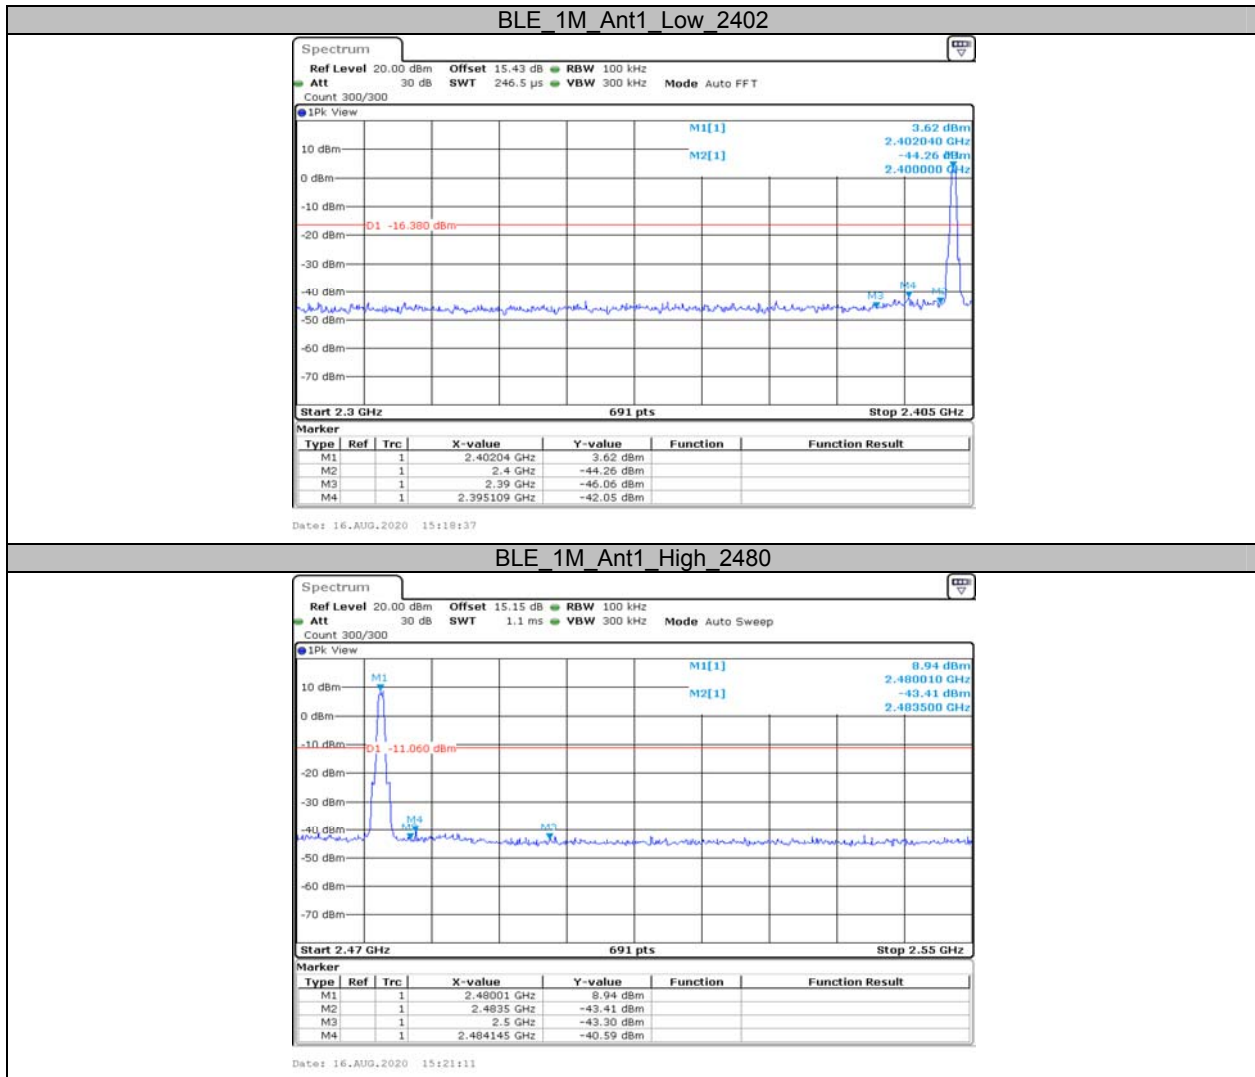 BLE_1M_Ant1_Low_2402
Spectrum
Ref Level 20.00 dBm Offset 15.43 dB RBW 100 kHz
Att 30 dB SWT 246.5 µs VBW 300 kHz Mode Auto FFT
Count 300/300
1Pk View
M1[1] 3.62 dBm
2.402040 GHz
10 dBm
M2[1] -44.26 dBm
2.400000 GHz
0 dBm
-10 dBm
D1 -16.380 dBm
-20 dBm
-30 dBm
-40 dBm
M3 M4
-50 dBm
-60 dBm
-70 dBm
Start 2.3 GHz 691 pts Stop 2.405 GHz
Marker
Type Ref Trc X-value Y-value Function Function Result
M1 1 2.40204 GHz 3.62 dBm
M2 1 2.4 GHz -44.26 dBm
M3 1 2.39 GHz -46.06 dBm
M4 1 2.395109 GHz -42.05 dBm
Date: 16.AUG.2020 15:18:37
BLE_1M_Ant1_High_2480
Spectrum
Ref Level 20.00 dBm Offset 15.15 dB RBW 100 kHz
Att 30 dB SWT 1.1 ms VBW 300 kHz Mode Auto Sweep
Count 300/300
1Pk View
M1[1] 8.94 dBm
2.480010 GHz
M1
10 dBm
M2[1] -43.41 dBm
2.483500 GHz
0 dBm
-10 dBm
D1 -11.060 dBm
-20 dBm
-30 dBm
M4
-40 dBm
-50 dBm
-60 dBm
-70 dBm
Start 2.47 GHz 691 pts Stop 2.55 GHz
Marker
Type Ref Trc X-value Y-value Function Function Result
M1 1 2.48001 GHz 8.94 dBm
M2 1 2.4835 GHz -43.41 dBm
M3 1 2.5 GHz -43.30 dBm
M4 1 2.484145 GHz -40.59 dBm
Date: 16.AUG.2020 15:21:11